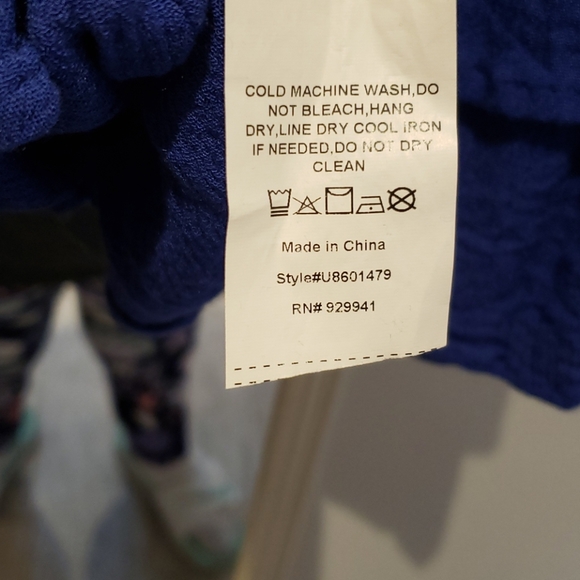 COLD MACHINE WASH,DO
NOT BLEACH,HANG
DRY,LINE DRY COOL IRON
IF NEEDED,DO NOT DRY
CLEAN
Made in China
Style#U8601479
RN# 929941